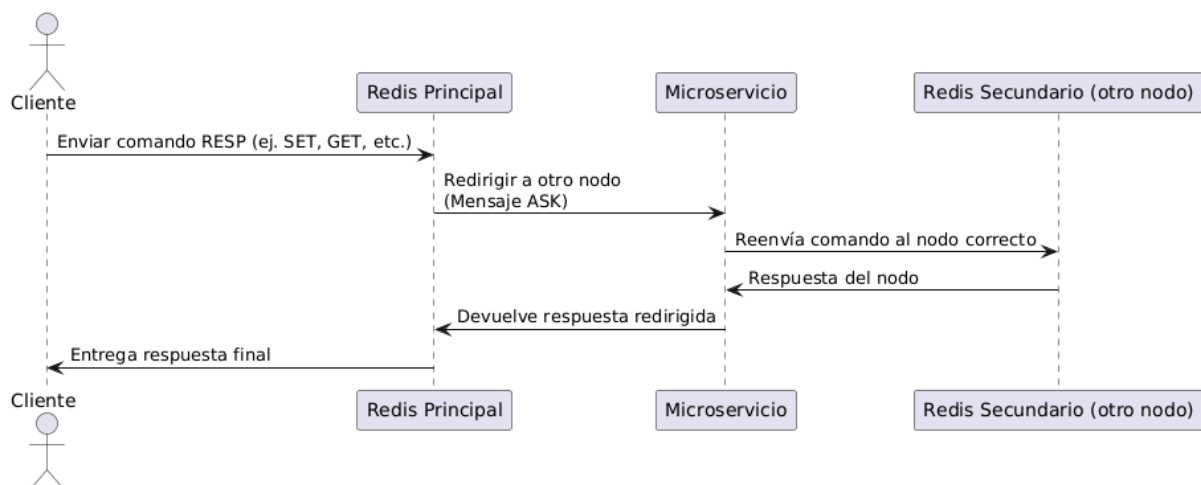 Cliente
Redis Principal
Microservicio
Redis Secundario (otro nodo)
Enviar comando RESP (ej. SET, GET, etc.)
Redirigir a otro nodo
(Mensaje ASK)
Reenvía comando al nodo correcto
Respuesta del nodo
Devuelve respuesta redirigida
Entrega respuesta final
Cliente
Redis Principal
Microservicio
Redis Secundario (otro nodo)